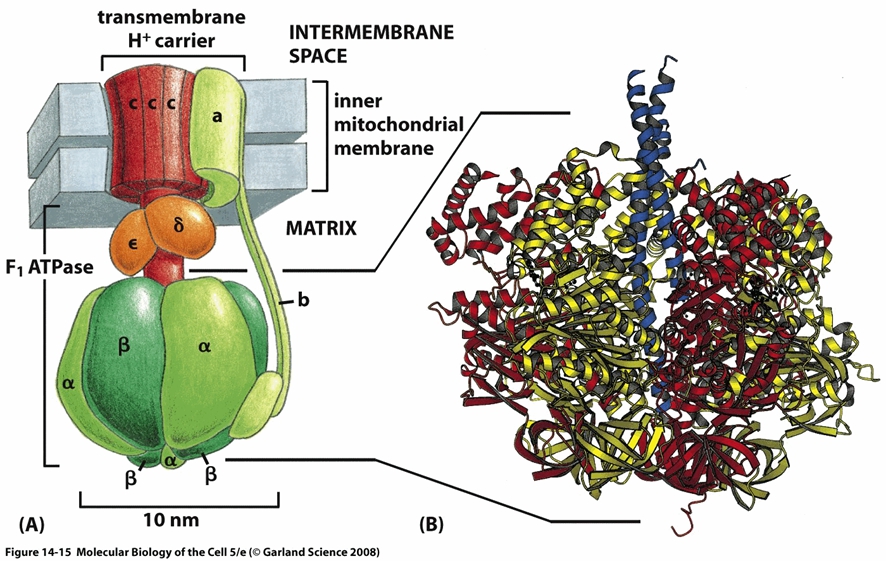 transmembrane
H+ carrier
INTERMEMBRANE
SPACE
c c c
a
inner
mitochondrial
membrane
MATRIX
δ
ϵ
F1 ATPase
b
β
α
α
β
α
β
10 nm
(A)
(B)
Figure 14-15 Molecular Biology of the Cell 5/e (© Garland Science 2008)